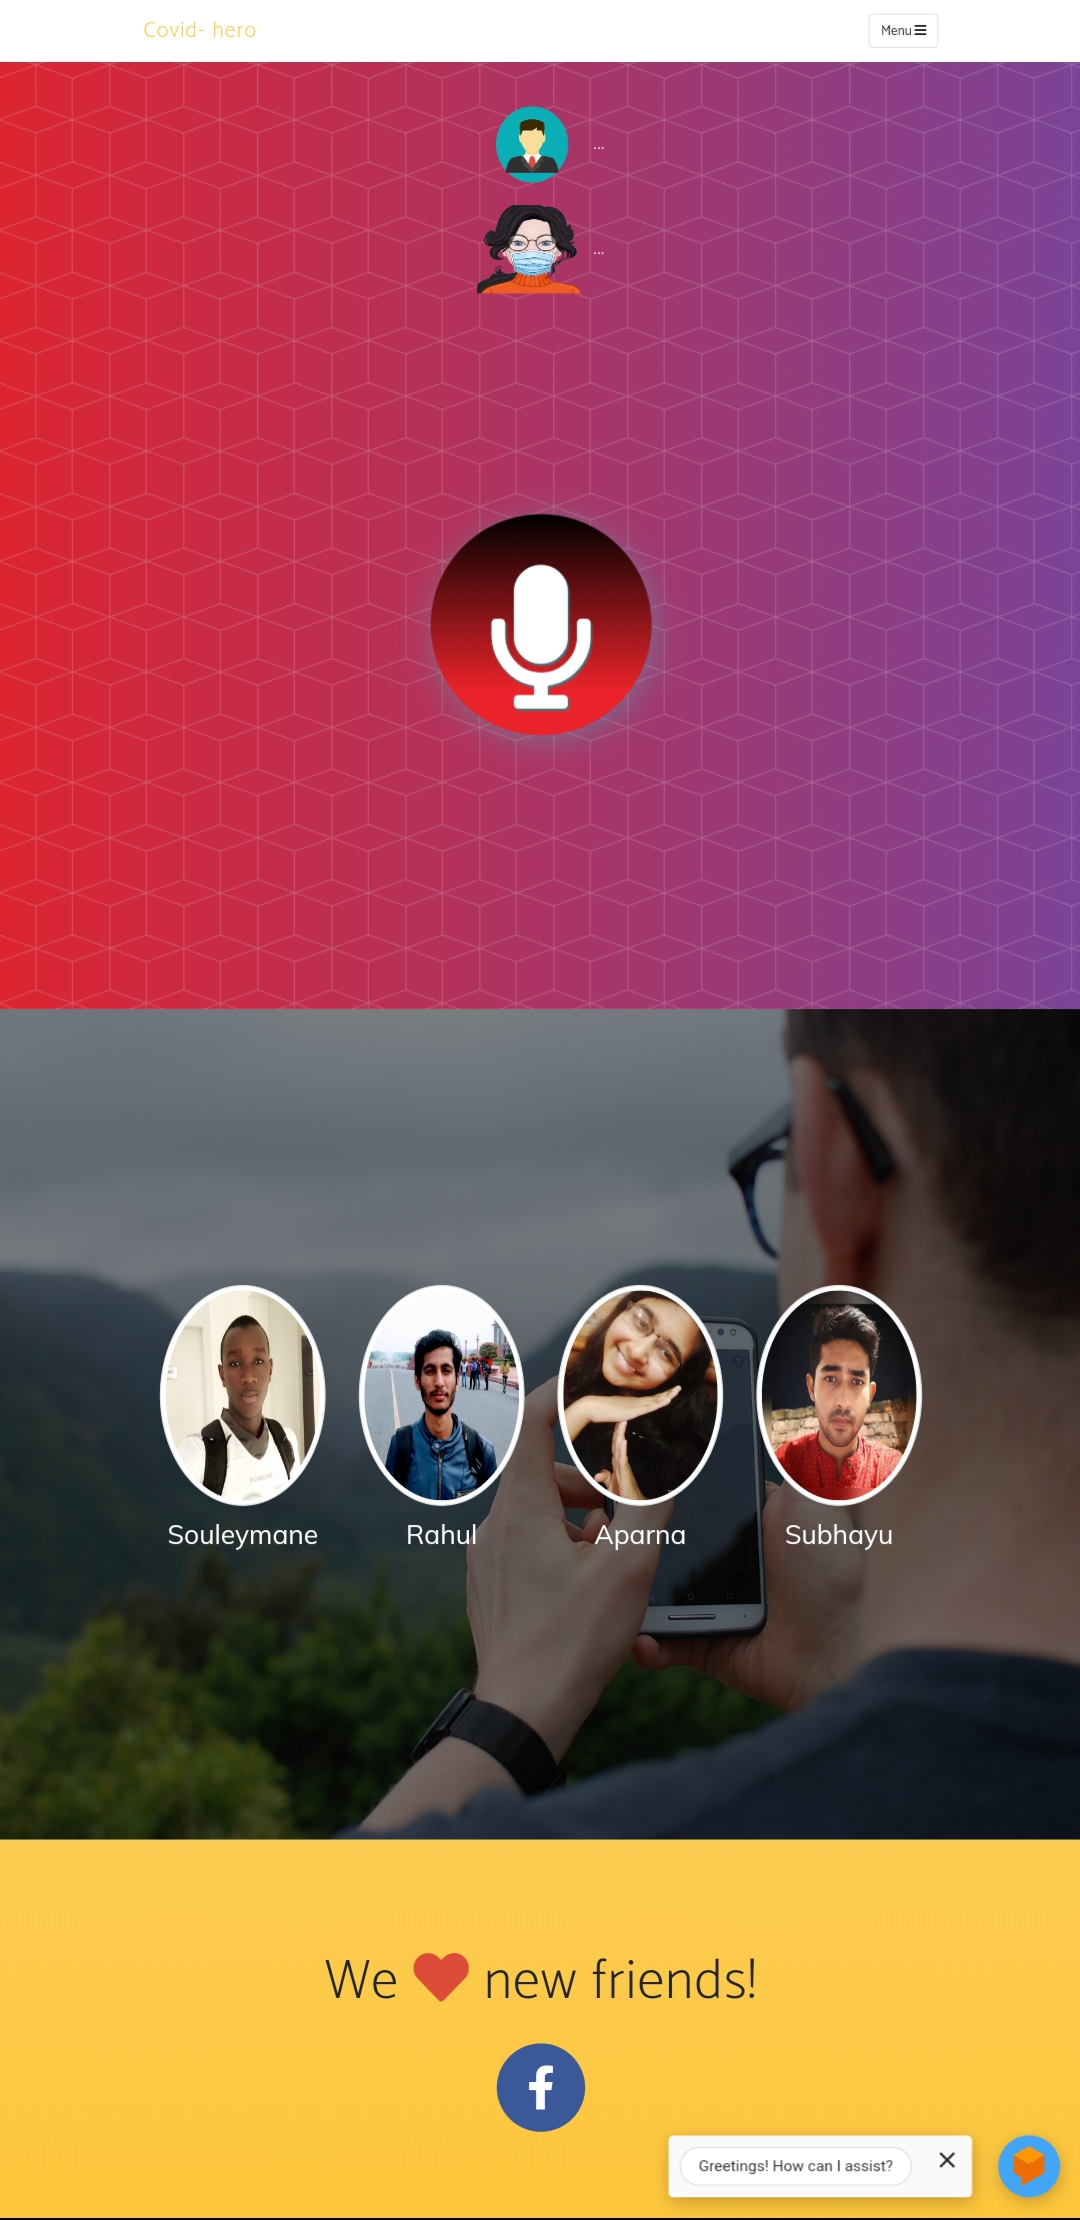 Covid- hero
Menu
...
...
Souleymane Rahul Aparna Subhayu
We new friends!
Greetings! How can I assist?